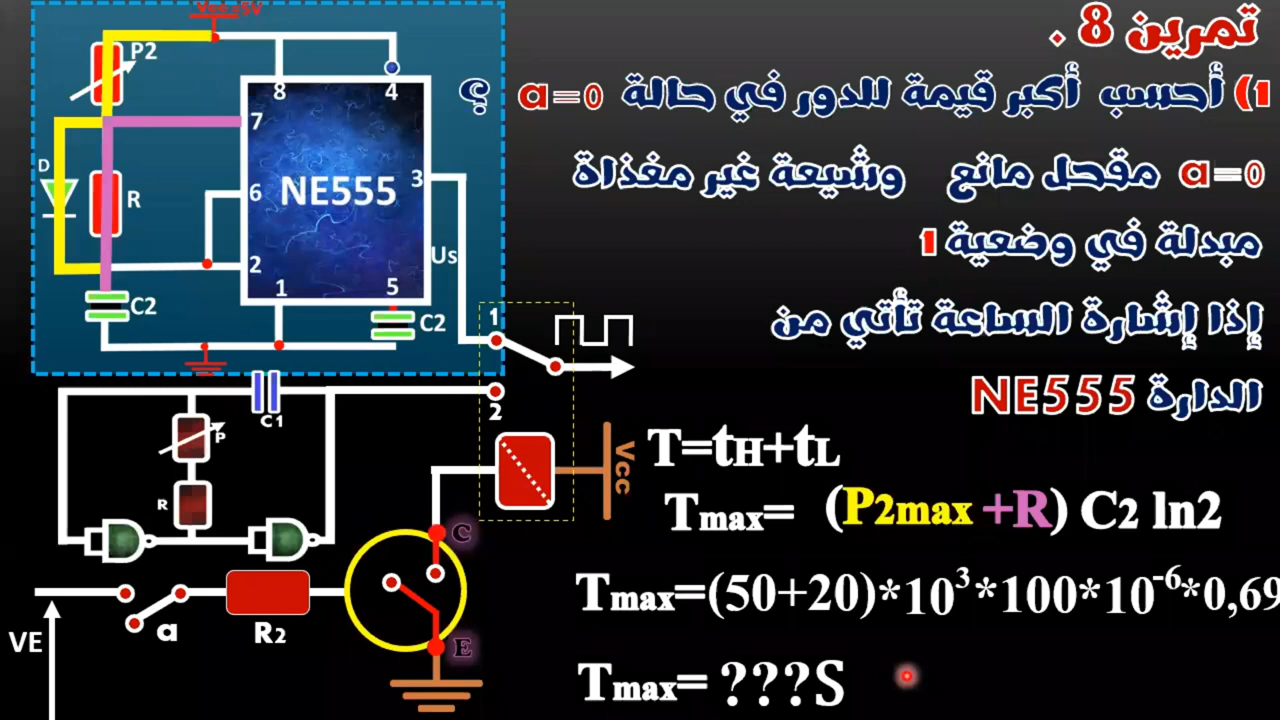 تمرين 8 .
1) أحسب أكبر قيمة للدور في حالة a=0 ؟
a=0 مقحل مانع وشيعة غير مغذاة
مبدلة في وضعية 1
إذا إشارة الساعة تأتي من
الدارة NE555
T=tH+tL
Tmax= (P2max +R) C2 ln2
Tmax=(50+20)*10³*100*10⁻⁶*0,69
Tmax= ???S
Vcc=5V
P2
8
4
7
D
R
6
NE555
3
2
Us
1
5
C2
C2
1
2
C1
P
R
Vcc
C
a
R2
E
VE